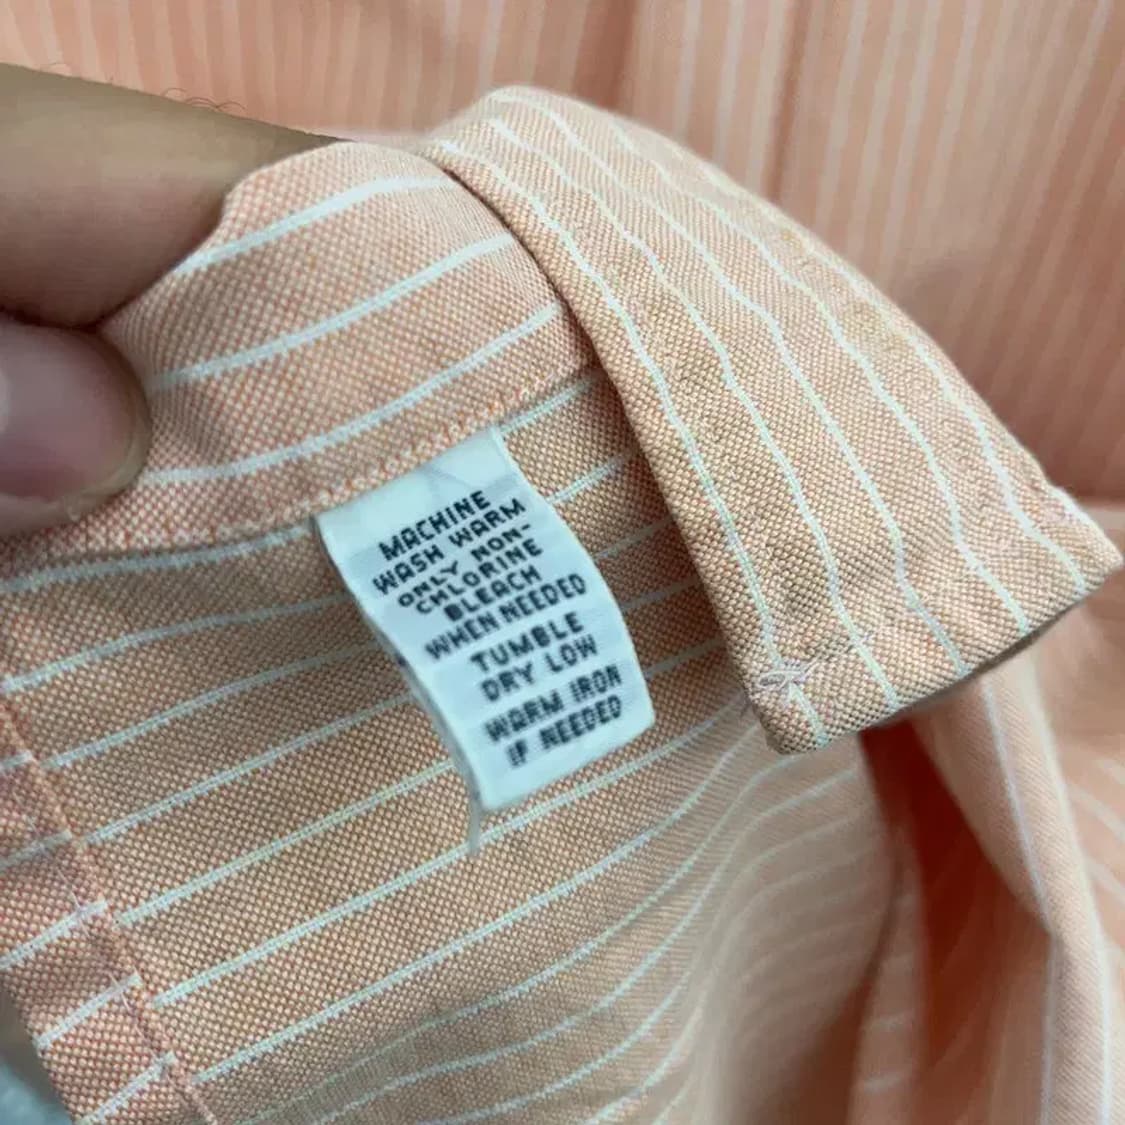 MACHINE
WASH WARM
ONLY NON-
CHLORINE
BLEACH
WHEN NEEDED
TUMBLE
DRY LOW
WARM IRON
IF NEEDED